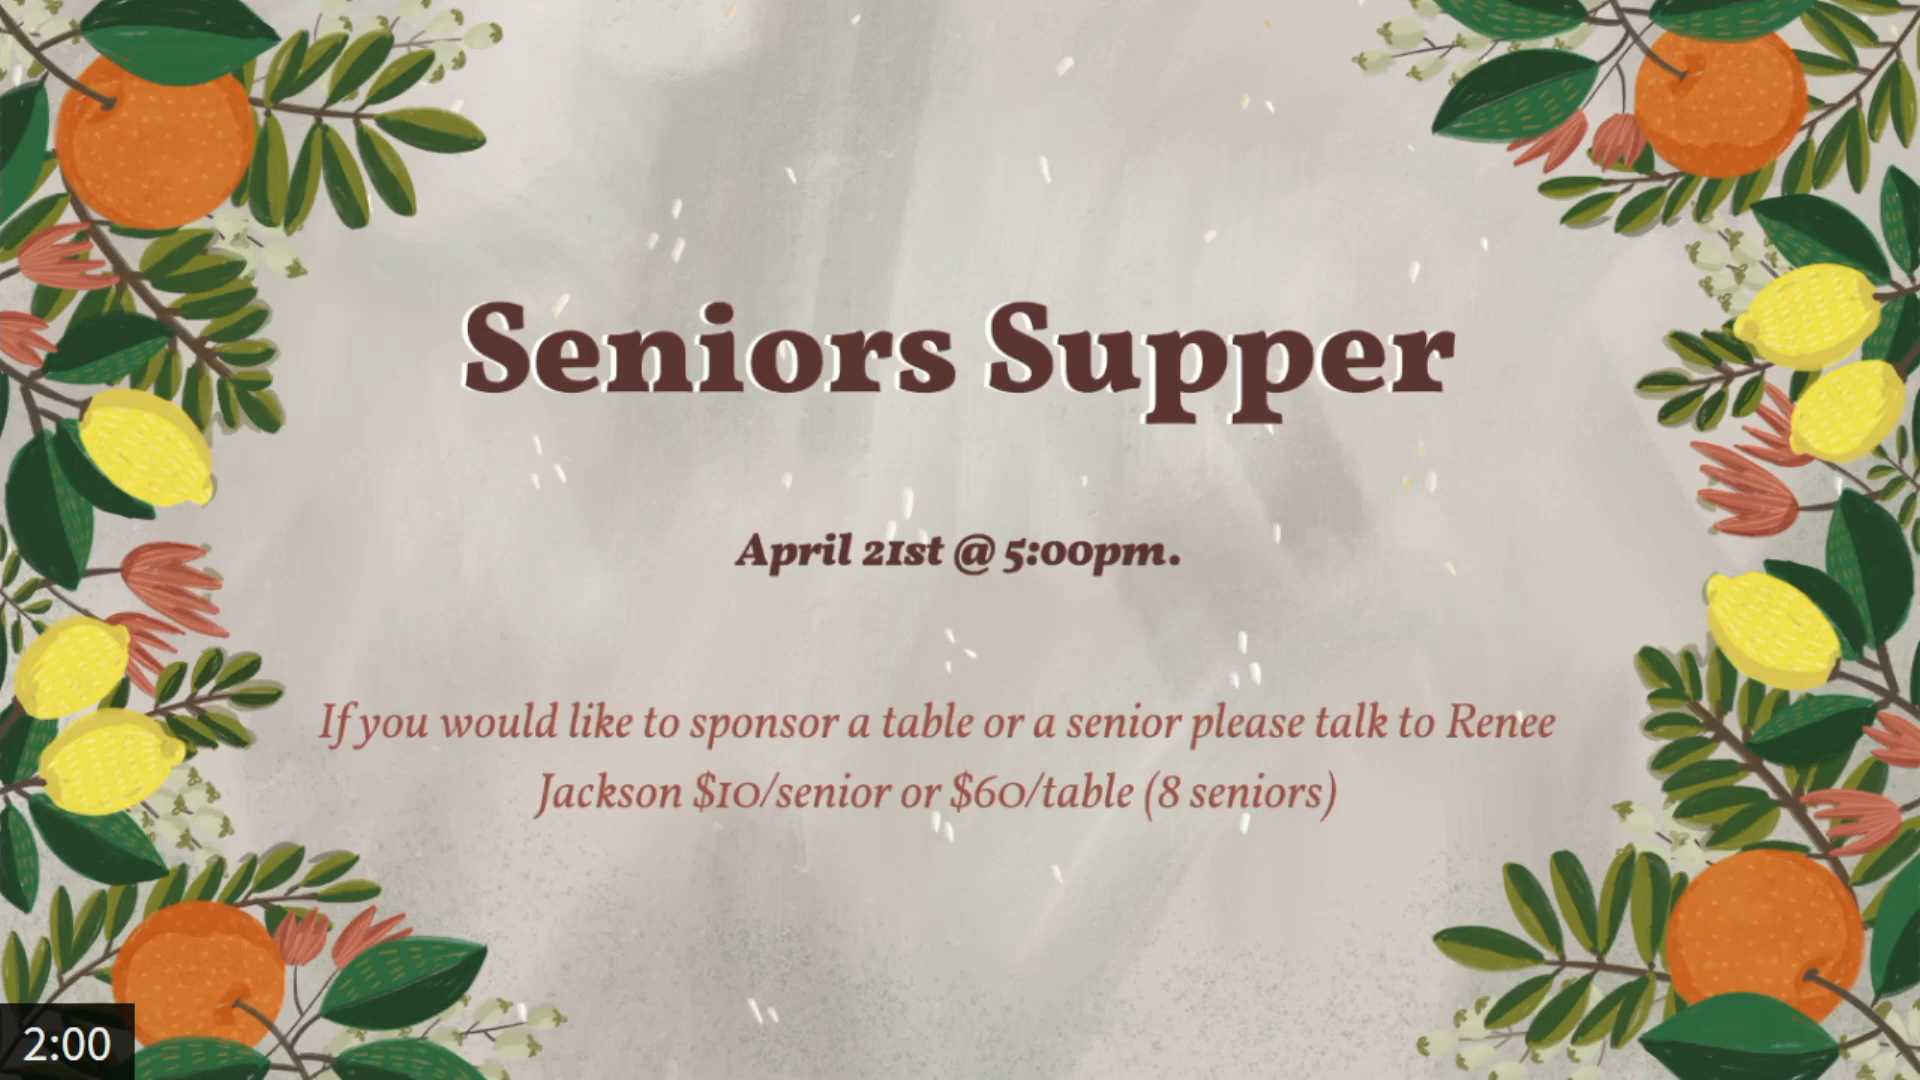 Seniors Supper
April 21st @ 5:00pm.
If you would like to sponsor a table or a senior please talk to Renee
Jackson $10/senior or $60/table (8 seniors)
2:00